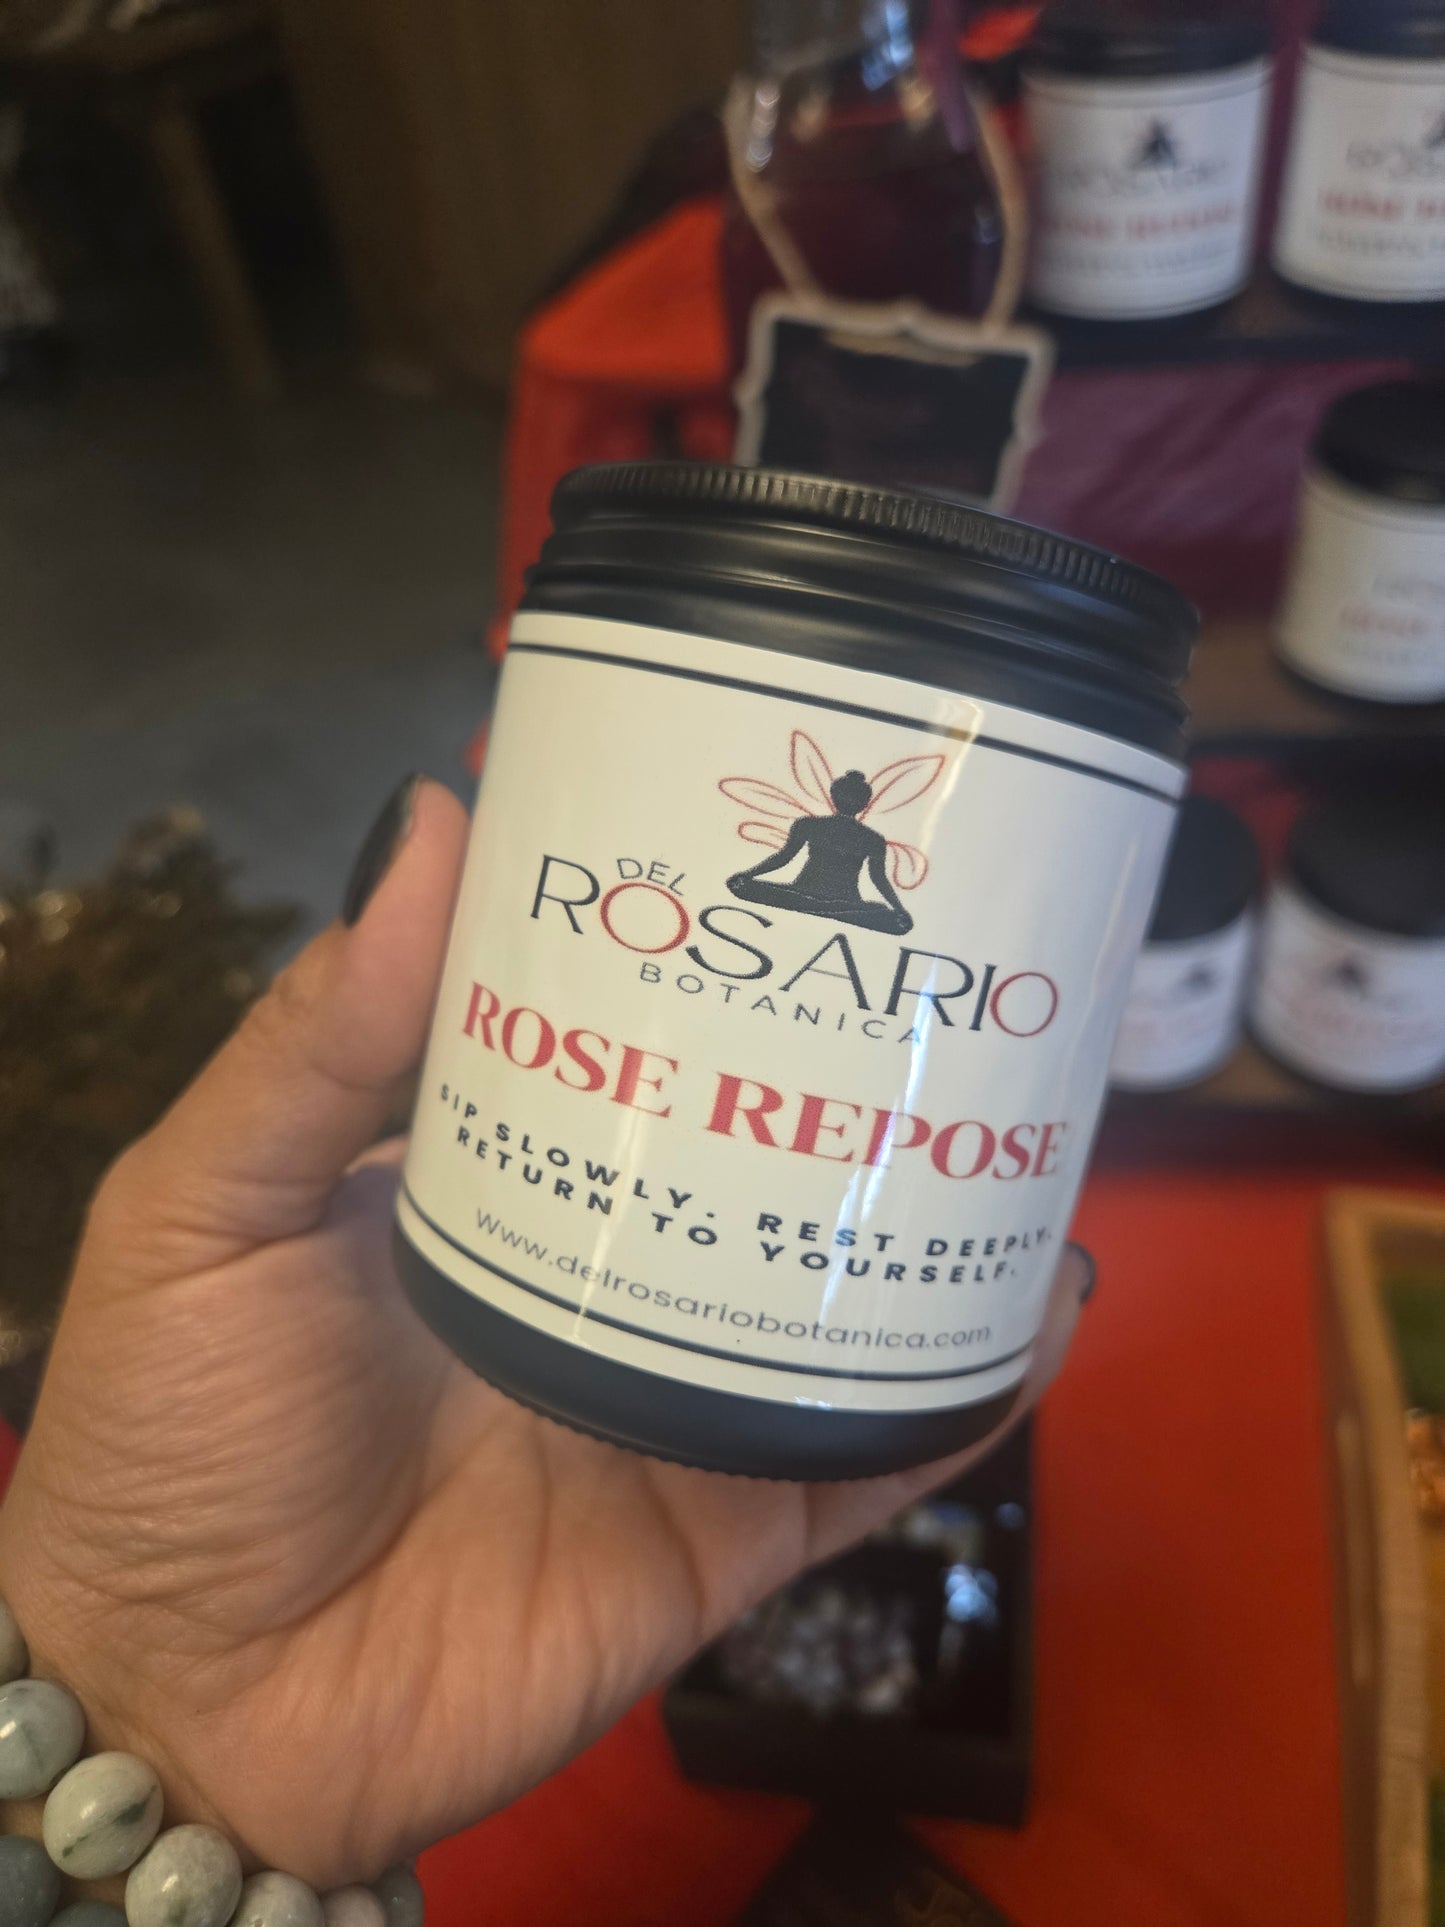 DEL
ROSARIO
BOTANICA
ROSE REPOSE
SIP SLOWLY. REST DEEPLY.
RETURN TO YOURSELF.
www.delrosariobotanica.com